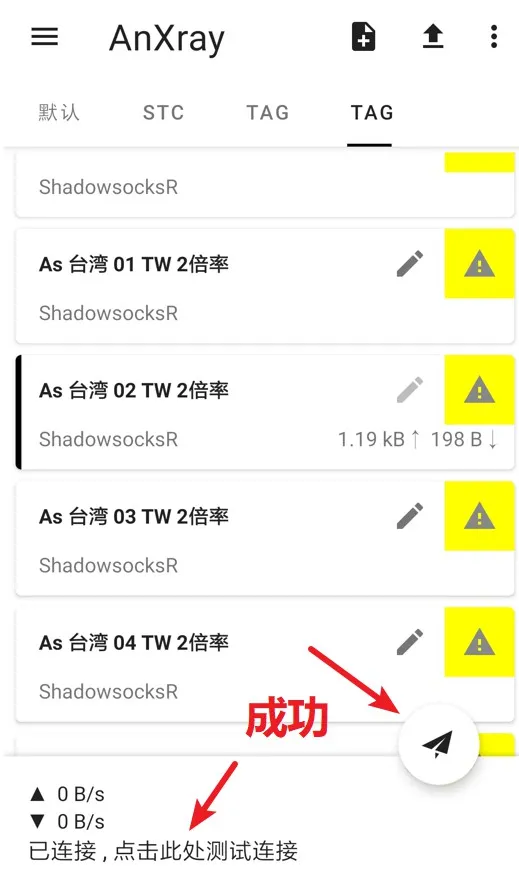 AnXray
默认 STC TAG TAG
ShadowsocksR
As 台湾 01 TW 2倍率
ShadowsocksR
As 台湾 02 TW 2倍率
ShadowsocksR 1.19 kB↑ 198 B↓
As 台湾 03 TW 2倍率
ShadowsocksR
As 台湾 04 TW 2倍率
ShadowsocksR
成功
▲ 0 B/s
▼ 0 B/s
已连接 , 点击此处测试连接